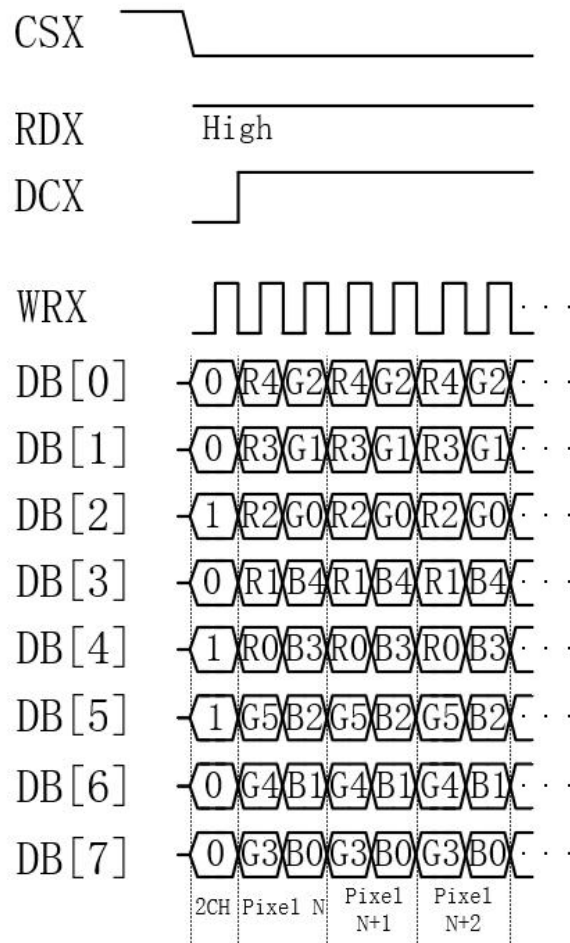 CSX
RDX High
DCX
WRX . . .
DB[0] 0 R4 G2 R4 G2 R4 G2 . . .
DB[1] 0 R3 G1 R3 G1 R3 G1 . . .
DB[2] 1 R2 G0 R2 G0 R2 G0 . . .
DB[3] 0 R1 B4 R1 B4 R1 B4 . . .
DB[4] 1 R0 B3 R0 B3 R0 B3 . . .
DB[5] 1 G5 B2 G5 B2 G5 B2 . . .
DB[6] 0 G4 B1 G4 B1 G4 B1 . . .
DB[7] 0 G3 B0 G3 B0 G3 B0 . . .
2CH Pixel N
Pixel
N+1
Pixel
N+2